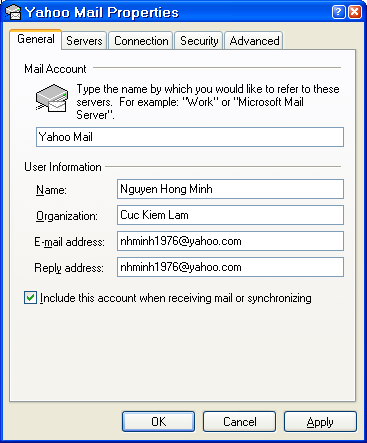 Yahoo Mail Properties
General Servers Connection Security Advanced
Mail Account
Type the name by which you would like to refer to these
servers. For example: "Work" or "Microsoft Mail
Server".
Yahoo Mail
User Information
Name: Nguyen Hong Minh
Organization: Cuc Kiem Lam
E-mail address: nhminh1976@yahoo.com
Reply address: nhminh1976@yahoo.com
Include this account when receiving mail or synchronizing
OK Cancel Apply